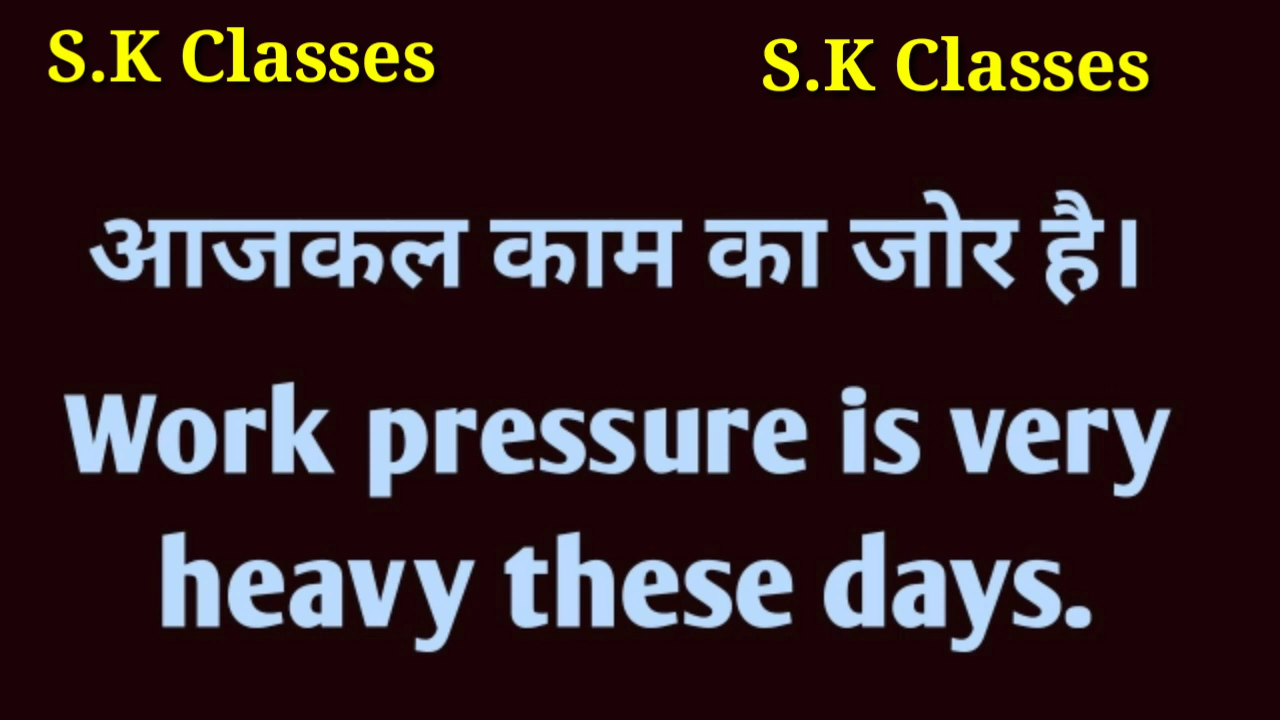 S.K Classes S.K Classes
आजकल काम का जोर है।
Work pressure is very
heavy these days.